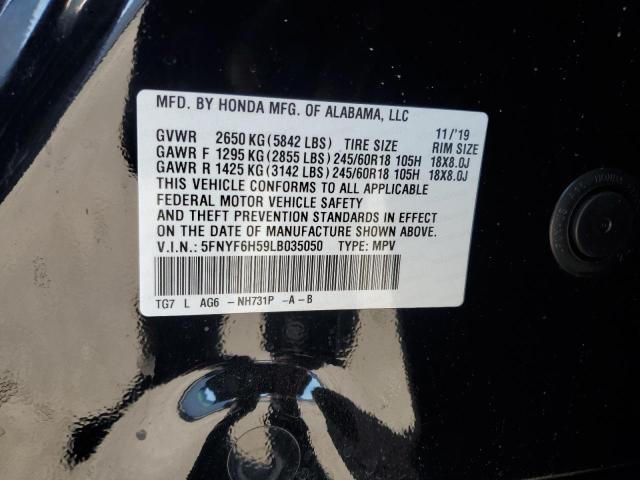 MFD. BY HONDA MFG. OF ALABAMA, LLC
11/'19
GVWR 2650 KG(5842 LBS) TIRE SIZE RIM SIZE
GAWR F 1295 KG(2855 LBS) 245/60R18 105H 18X8.0J
GAWR R 1425 KG(3142 LBS) 245/60R18 105H 18X8.0J
THIS VEHICLE CONFORMS TO ALL APPLICABLE
FEDERAL MOTOR VEHICLE SAFETY
AND THEFT PREVENTION STANDARDS IN EFFECT
ON THE DATE OF MANUFACTURE SHOWN ABOVE.
V.I.N.: 5FNYF6H59LB035050 TYPE: MPV
TG7 L AG6 -NH731P -A-B